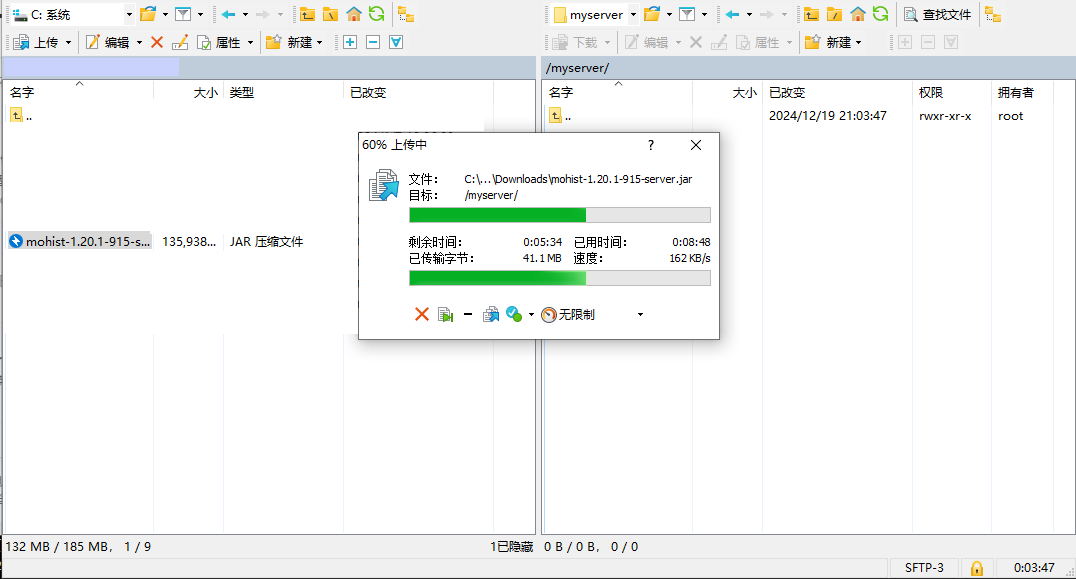 C: 系统
myserver
查找文件
上传
编辑
属性
新建
下载
编辑
属性
新建
/myserver/
名字 大小 类型 已改变
名字 大小 已改变 权限 拥有者
..
.. 2024/12/19 21:03:47 rwxr-xr-x root
60% 上传中
?
文件: C:\...\Downloads\mohist-1.20.1-915-server.jar
目标: /myserver/
mohist-1.20.1-915-s... 135,938... JAR 压缩文件
剩余时间: 0:05:34 已用时间: 0:08:48
已传输字节: 41.1 MB 速度: 162 KB/s
无限制
132 MB / 185 MB, 1 / 9
1已隐藏
0 B / 0 B, 0 / 0
SFTP-3
0:03:47